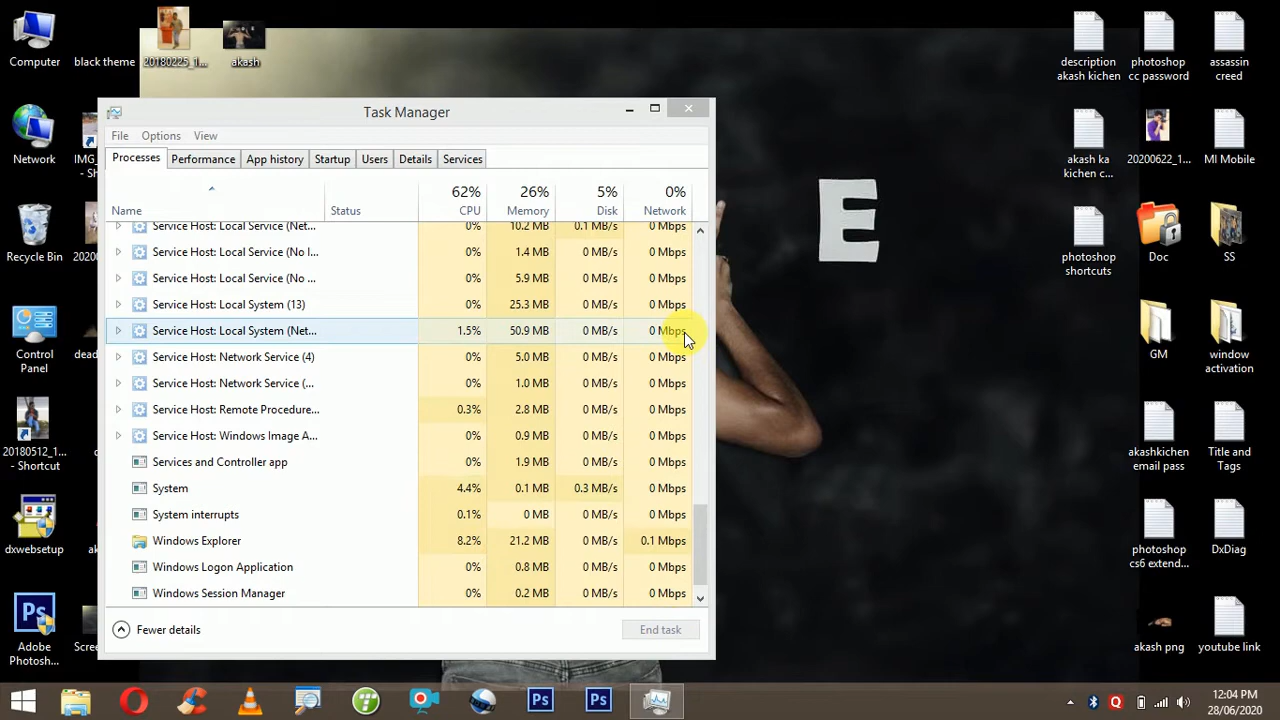 Computer
black theme
20180225_1...
akash
description
akash kichen
photoshop
cc password
assassin
creed
Task Manager
File
Options
View
Processes
Performance
App history
Startup
Users
Details
Services
62%
26%
5%
0%
Name
Status
CPU
Memory
Disk
Network
Service Host: Local Service (Net... 0% 10.2 MB 0.1 MB/s 0 Mbps
Service Host: Local Service (No I... 0% 1.4 MB 0 MB/s 0 Mbps
Service Host: Local Service (No ... 0% 5.9 MB 0 MB/s 0 Mbps
Service Host: Local System (13) 0% 25.3 MB 0 MB/s 0 Mbps
Service Host: Local System (Net... 1.5% 50.9 MB 0 MB/s 0 Mbps
Service Host: Network Service (4) 0% 5.0 MB 0 MB/s 0 Mbps
Service Host: Network Service (... 0% 1.0 MB 0 MB/s 0 Mbps
Service Host: Remote Procedure... 0.3% 2.8 MB 0 MB/s 0 Mbps
Service Host: Windows Image A... 0% 0.9 MB 0 MB/s 0 Mbps
Services and Controller app 0% 1.9 MB 0 MB/s 0 Mbps
System 4.4% 0.1 MB 0.3 MB/s 0 Mbps
System interrupts 0.1% 0 MB 0 MB/s 0 Mbps
Windows Explorer 8.2% 21.2 MB 0 MB/s 0.1 Mbps
Windows Logon Application 0% 0.8 MB 0 MB/s 0 Mbps
Windows Session Manager 0% 0.2 MB 0 MB/s 0 Mbps
Fewer details
End task
E
Network
IMG_
- Sh
Recycle Bin
2020
Control
Panel
dead
20180512_1...
- Shortcut
dxwebsetup
ak
Ps
Adobe
Photosh...
Scree
akash ka
kichen c...
20200622_1...
MI Mobile
photoshop
shortcuts
Doc
SS
GM
window
activation
akashkichen
email pass
Title and
Tags
photoshop
cs6 extend...
DxDiag
akash png
youtube link
Ps
Ps
12:04 PM
28/06/2020